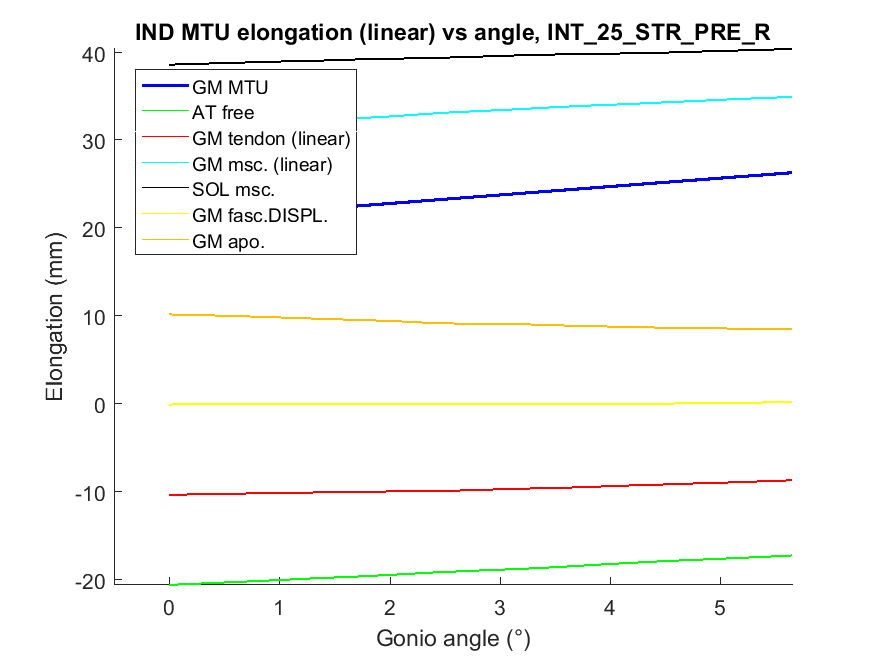 IND MTU elongation (linear) vs angle, INT_25_STR_PRE_R
40
30
20
10
0
-10
-20
Elongation (mm)
GM MTU
AT free
GM tendon (linear)
GM msc. (linear)
SOL msc.
GM fasc.DISPL.
GM apo.
0 1 2 3 4 5
Gonio angle (°)